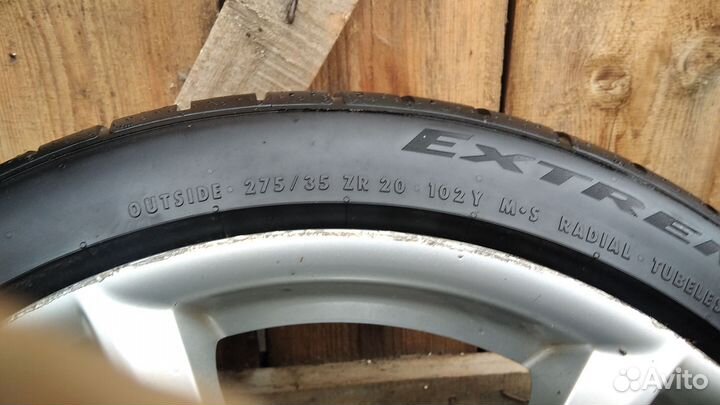 EXTREM
OUTSIDE · 275/35 ZR 20 · 102Y M·S RADIAL · TUBELES
Avito